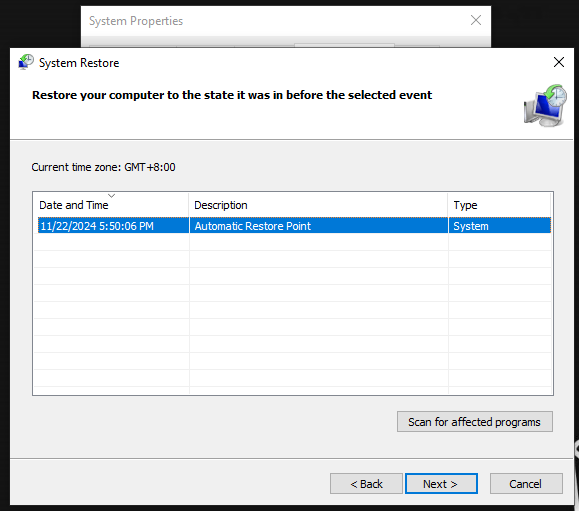 System Properties
System Restore
Restore your computer to the state it was in before the selected event
Current time zone: GMT+8:00
Date and Time Description Type
11/22/2024 5:50:06 PM Automatic Restore Point System
Scan for affected programs
< Back Next > Cancel